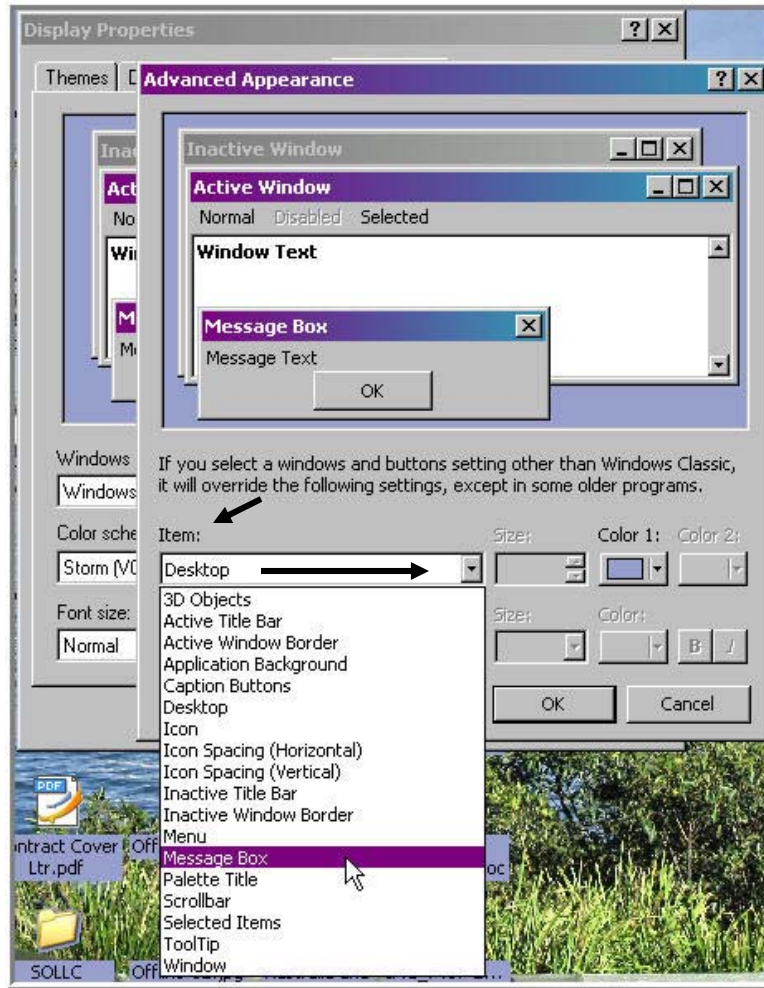 Display Properties
Themes
Advanced Appearance
Inactive Window
Active Window
Normal Disabled Selected
Window Text
Message Box
Message Text
OK
Windows
Windows
If you select a windows and buttons setting other than Windows Classic,
it will override the following settings, except in some older programs.
Color sche
Item:
Size:
Color 1:
Color 2:
Storm (V
Desktop
Font size:
Size:
Color:
Normal
B
I
3D Objects
Active Title Bar
Active Window Border
Application Background
Caption Buttons
Desktop
Icon
Icon Spacing (Horizontal)
Icon Spacing (Vertical)
Inactive Title Bar
Inactive Window Border
Menu
Message Box
Palette Title
Scrollbar
Selected Items
ToolTip
Window
OK
Cancel
PDF
ntract Cover
Ltr.pdf
Off
oc
SOLLC